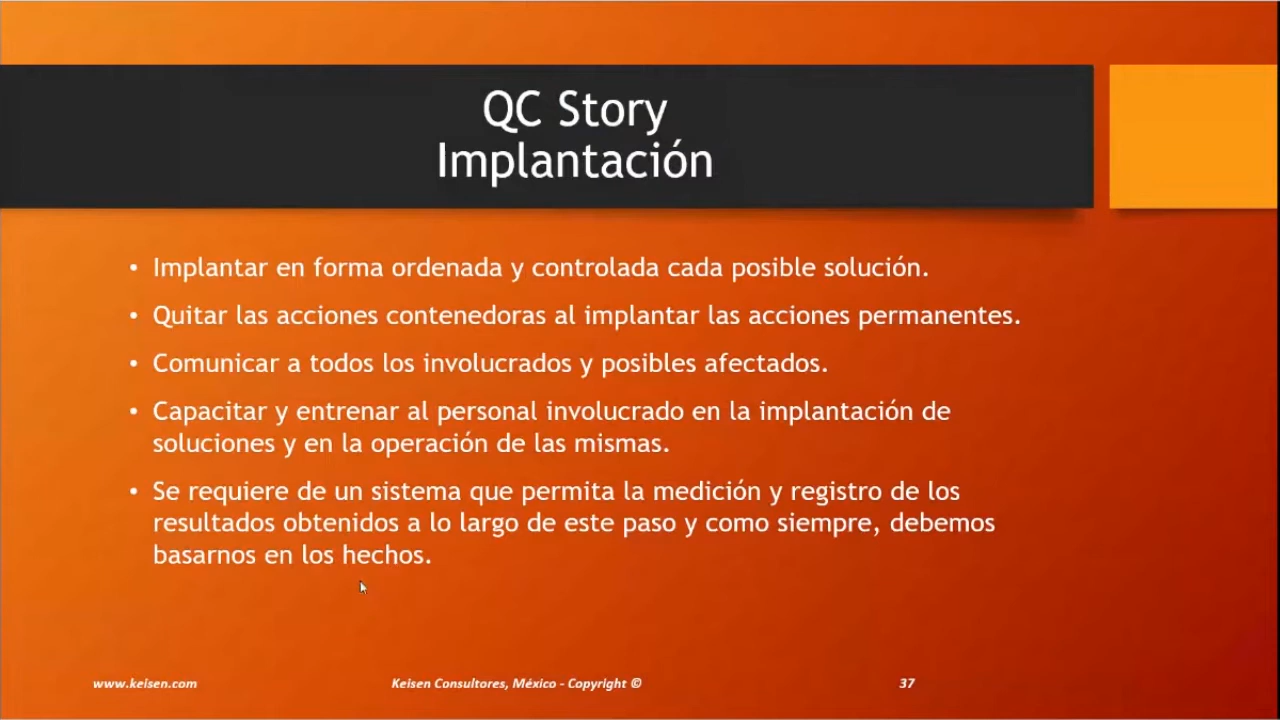 QC Story
Implantación
• Implantar en forma ordenada y controlada cada posible solución.
• Quitar las acciones contenedoras al implantar las acciones permanentes.
• Comunicar a todos los involucrados y posibles afectados.
• Capacitar y entrenar al personal involucrado en la implantación de
soluciones y en la operación de las mismas.
• Se requiere de un sistema que permita la medición y registro de los
resultados obtenidos a lo largo de este paso y como siempre, debemos
basarnos en los hechos.
www.keisen.com Keisen Consultores, México - Copyright © 37